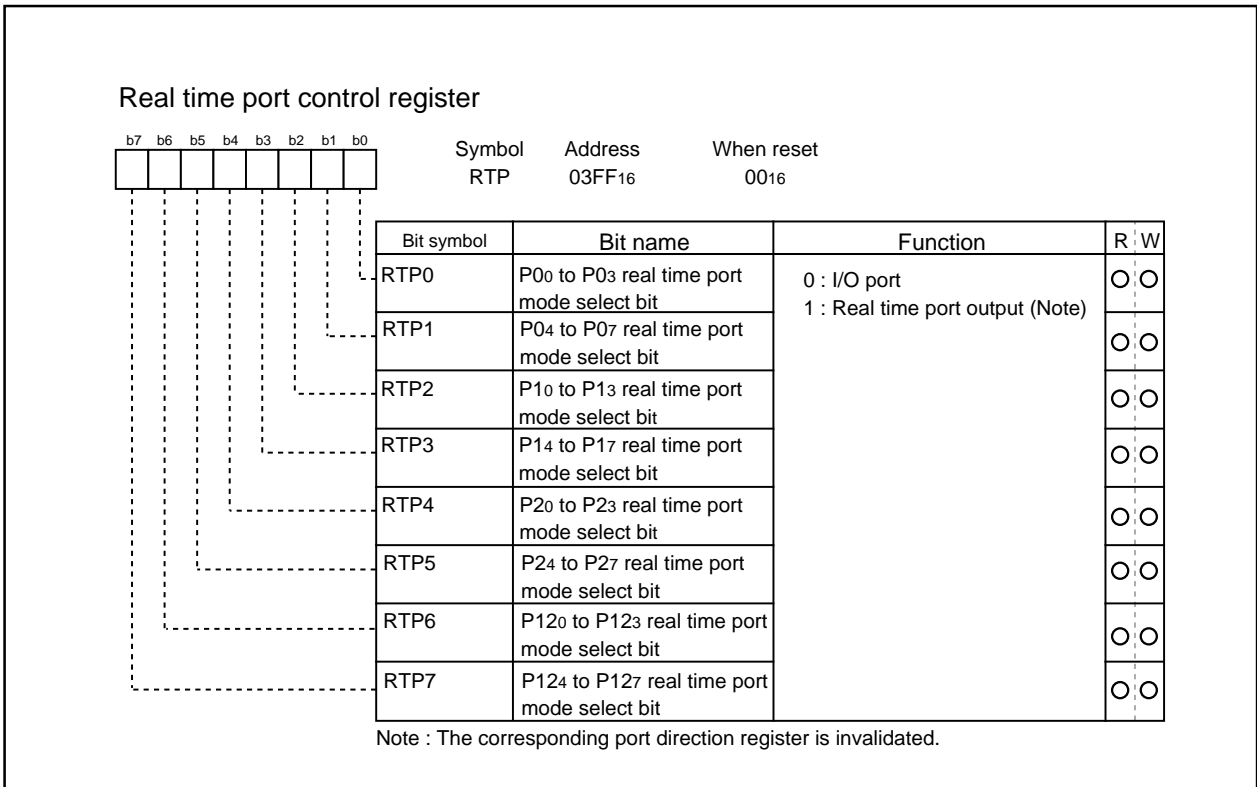 Real time port control register
b7 b6 b5 b4 b3 b2 b1 b0
Symbol Address When reset
RTP 03FF16 0016
Bit symbol Bit name Function R W
RTP0 P00 to P03 real time port mode select bit 0 : I/O port
1 : Real time port output (Note)
RTP1 P04 to P07 real time port
mode select bit
RTP2 P10 to P13 real time port
mode select bit
RTP3 P14 to P17 real time port
mode select bit
RTP4 P20 to P23 real time port
mode select bit
RTP5 P24 to P27 real time port
mode select bit
RTP6 P120 to P123 real time port
mode select bit
RTP7 P124 to P127 real time port
mode select bit
Note : The corresponding port direction register is invalidated.